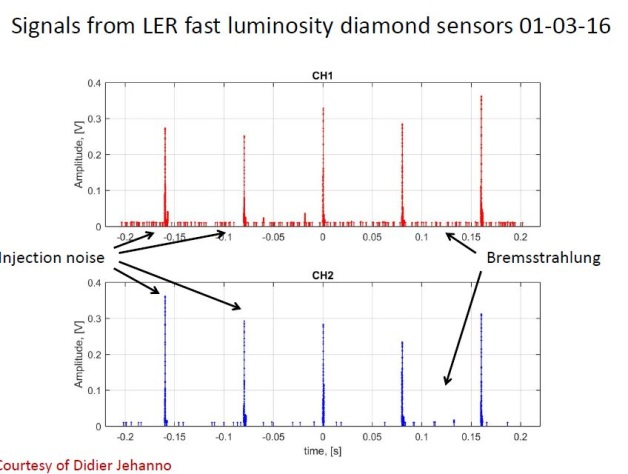 Signals from LER fast luminosity diamond sensors 01-03-16
CH1
Amplitude, [V]
0.4
0.3
0.2
0.1
0
-0.2 -0.15 -0.1 -0.05 0 0.05 0.1 0.15 0.2
Injection noise
Bremsstrahlung
CH2
Amplitude, [V]
0.4
0.3
0.2
0.1
0
-0.2 -0.15 -0.1 -0.05 0 0.05 0.1 0.15 0.2
time, [s]
Courtesy of Didier Jehanno